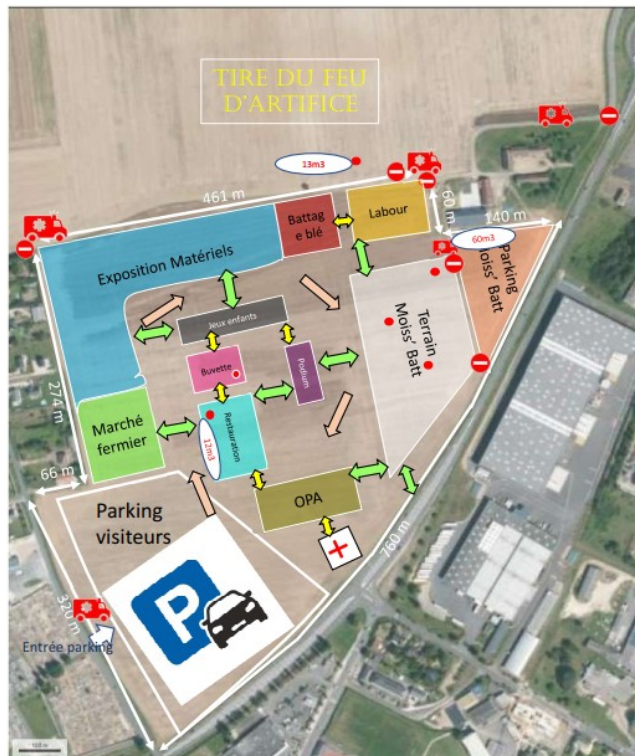 TIRE DU FEU
D'ARTIFICE
13m3
461 m
60 m
140 m
60m3
Battag
e blé
Labour
Exposition Matériels
Parking
Moiss' Batt
Terrain
Moiss' Batt
Jeux enfants
Buvette
Podium
274 m
Marché
fermier
Restauration
12m3
66 m
OPA
Parking
visiteurs
P
760 m
320 m
Entrée parking